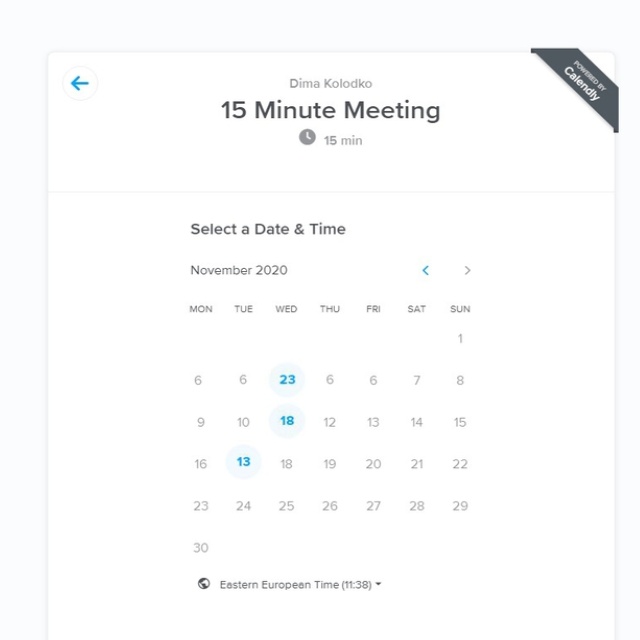 POWERED BY
Calendly
Dima Kolodko
15 Minute Meeting
15 min
Select a Date & Time
November 2020
MON TUE WED THU FRI SAT SUN
1
6 6 23 6 6 7 8
9 10 18 12 13 14 15
16 13 18 19 20 21 22
23 24 25 26 27 28 29
30
Eastern European Time (11:38)